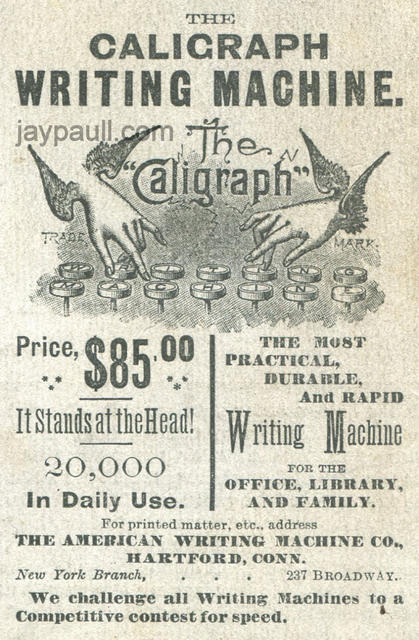 THE
CALIGRAPH
WRITING MACHINE.
jaypaull.com
The
"Caligraph"
TRADE MARK.
W R I T I N G
M A C H I N E
Price, $85.00
It Stands at the Head!
20,000
In Daily Use.
THE MOST
PRACTICAL,
DURABLE,
And RAPID
Writing Machine
FOR THE
OFFICE, LIBRARY,
AND FAMILY.
For printed matter, etc., address
THE AMERICAN WRITING MACHINE CO.,
HARTFORD, CONN.
New York Branch, . . . 237 BROADWAY.
We challenge all Writing Machines to a
Competitive contest for speed.